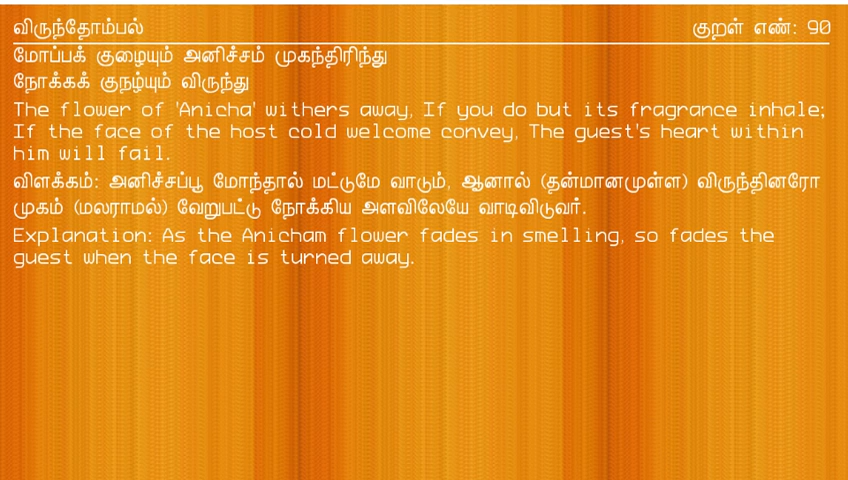 விருந்தோம்பல் குறள் எண்: 90
மோப்பக் குழையும் அனிச்சம் முகந்திரிந்து
நோக்கக் குநழ்யும் விருந்து
The flower of 'Anicha' withers away, If you do but its fragrance inhale;
If the face of the host cold welcome convey, The guest's heart within
him will fail.
விளக்கம்: அனிச்சப்பூ மோந்தால் மட்டுமே வாடும், ஆனால் (தன்மானமுள்ள) விருந்தினரோ
முகம் (மலராமல்) வேறுபட்டு நோக்கிய அளவிலேயே வாடிவிடுவர்.
Explanation: As the Anicham flower fades in smelling, so fades the
guest when the face is turned away.